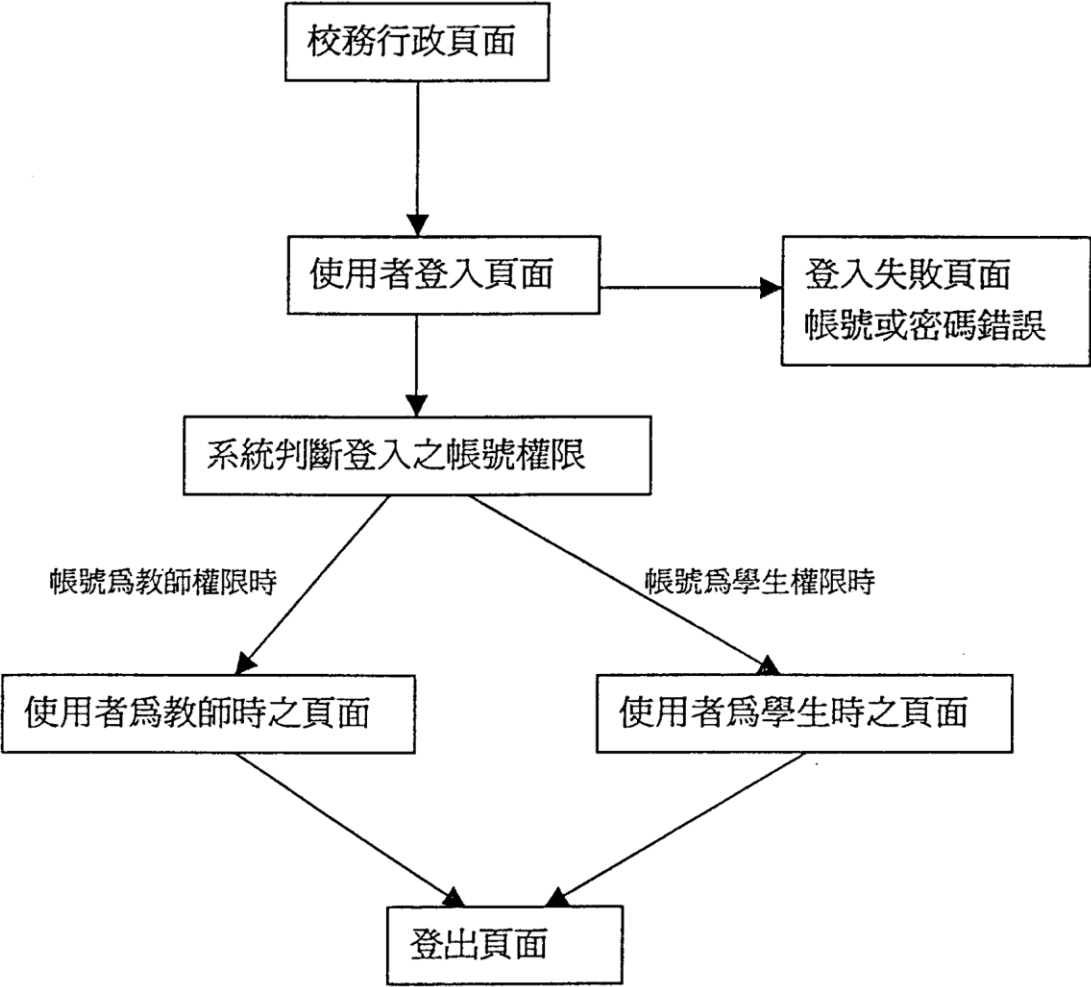 校務行政頁面
使用者登入頁面
登入失敗頁面
帳號或密碼錯誤
系統判斷登入之帳號權限
帳號爲教師權限時
帳號爲學生權限時
使用者爲教師時之頁面
使用者爲學生時之頁面
登出頁面